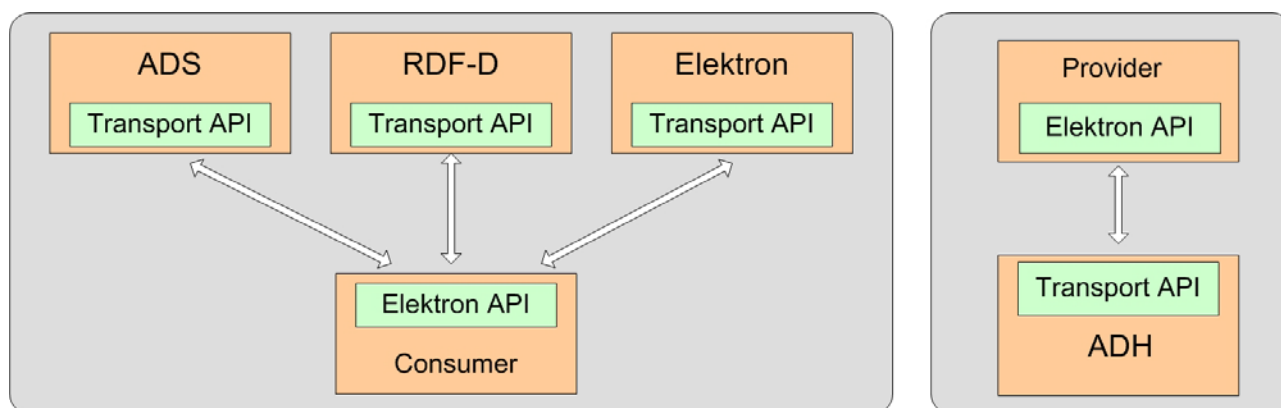 ADS
Transport API
RDF-D
Transport API
Elektron
Transport API
Elektron API
Consumer
Provider
Elektron API
Transport API
ADH